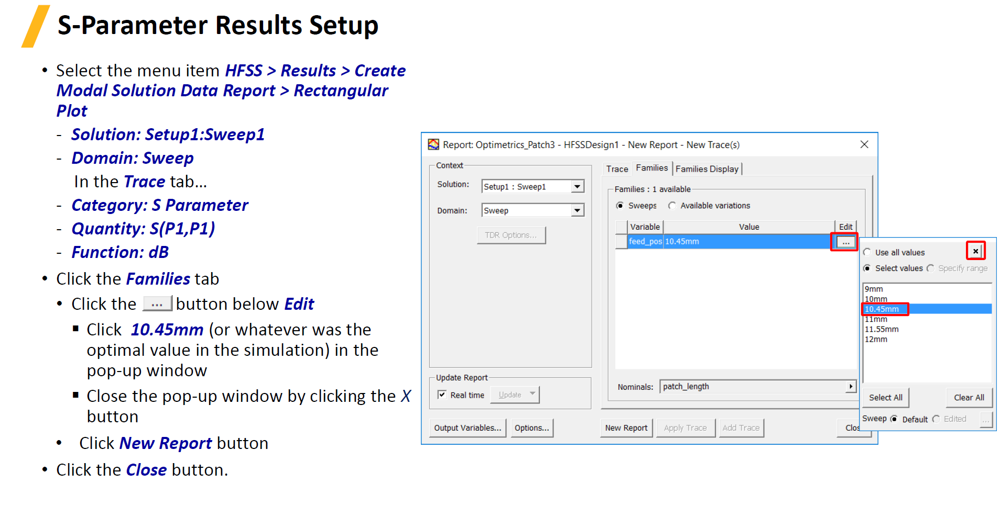 S-Parameter Results Setup
• Select the menu item HFSS > Results > Create
Modal Solution Data Report > Rectangular
Plot
- Solution: Setup1:Sweep1
- Domain: Sweep
In the Trace tab...
- Category: S Parameter
- Quantity: S(P1,P1)
- Function: dB
• Click the Families tab
• Click the ... button below Edit
▪ Click 10.45mm (or whatever was the
optimal value in the simulation) in the
pop-up window
▪ Close the pop-up window by clicking the X
button
• Click New Report button
• Click the Close button.
Report: Optimetrics_Patch3 - HFSSDesign1 - New Report - New Trace(s)
Context
Solution: Setup1 : Sweep1
Domain: Sweep
TDR Options...
Update Report
Real time Update
Output Variables... Options...
Trace Families Families Display
Families : 1 available
Sweeps Available variations
Variable Value Edit
feed_pos 10.45mm ...
Nominals: patch_length
New Report Apply Trace Add Trace Clos
Use all values x
Select values Specify range
9mm
10mm
10.45mm
11mm
11.55mm
12mm
Select All Clear All
Sweep Default Edited ...